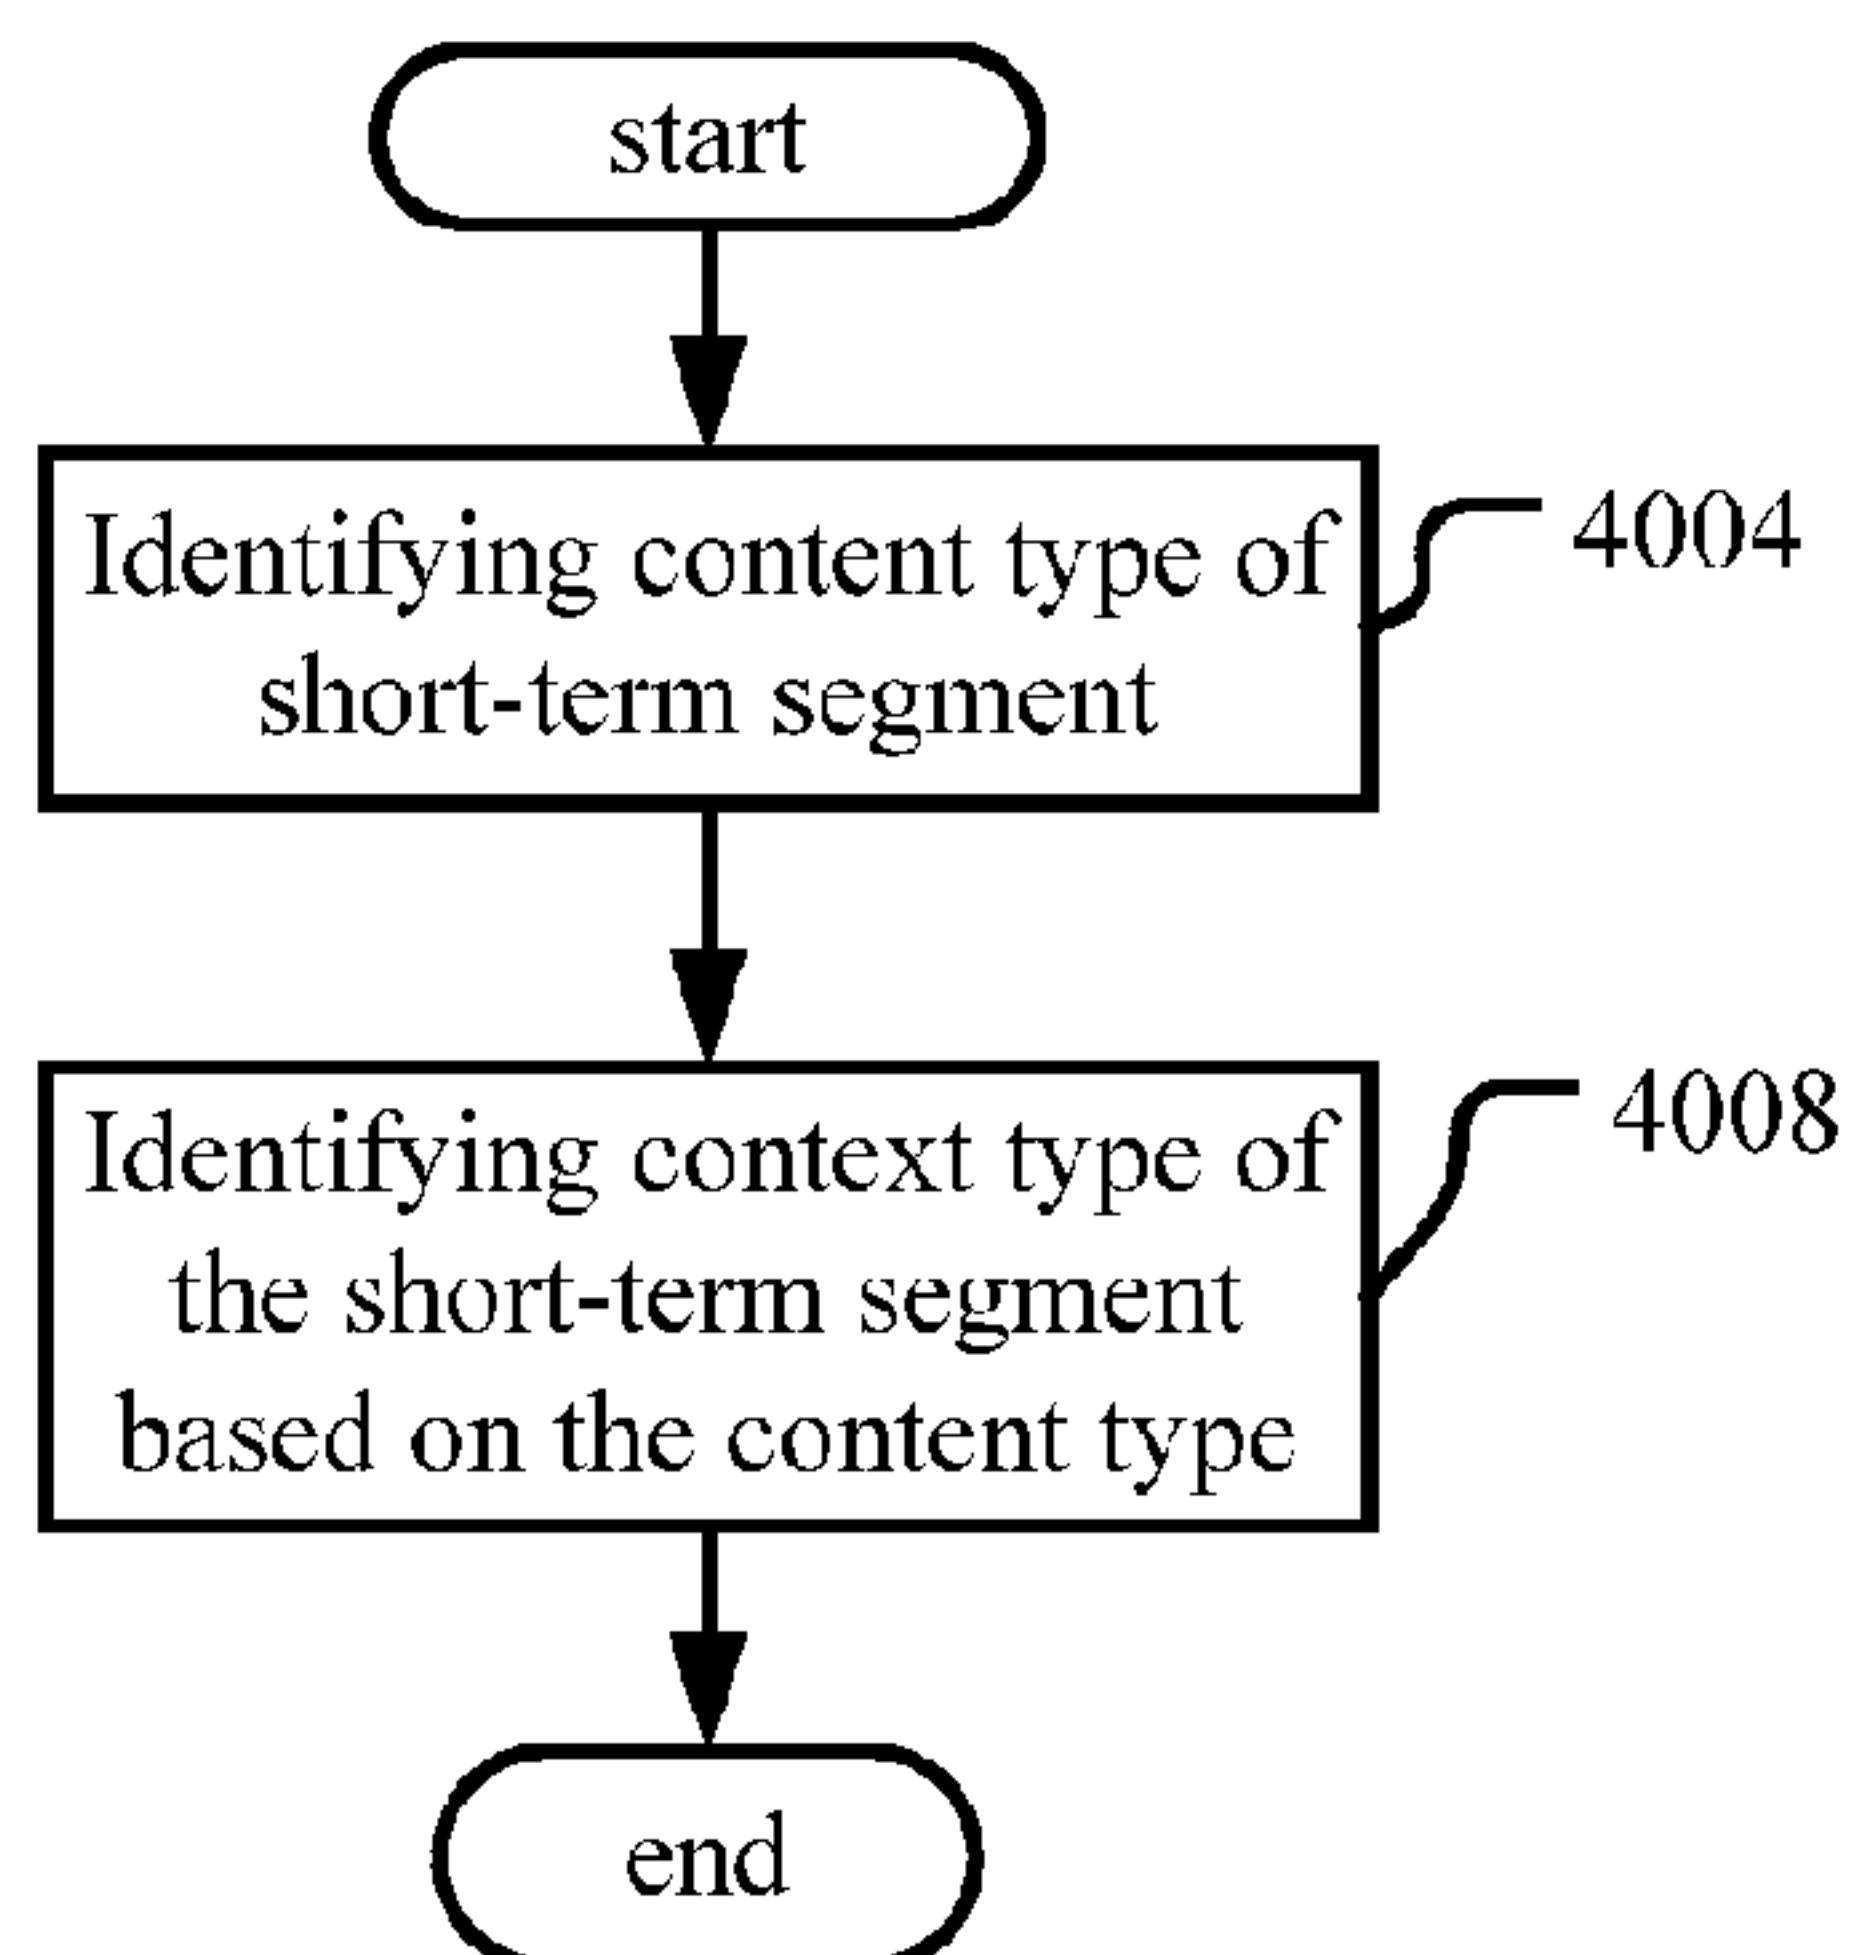 start
Identifying content type of
short-term segment
4004
Identifying context type of
the short-term segment
based on the content type
4008
end